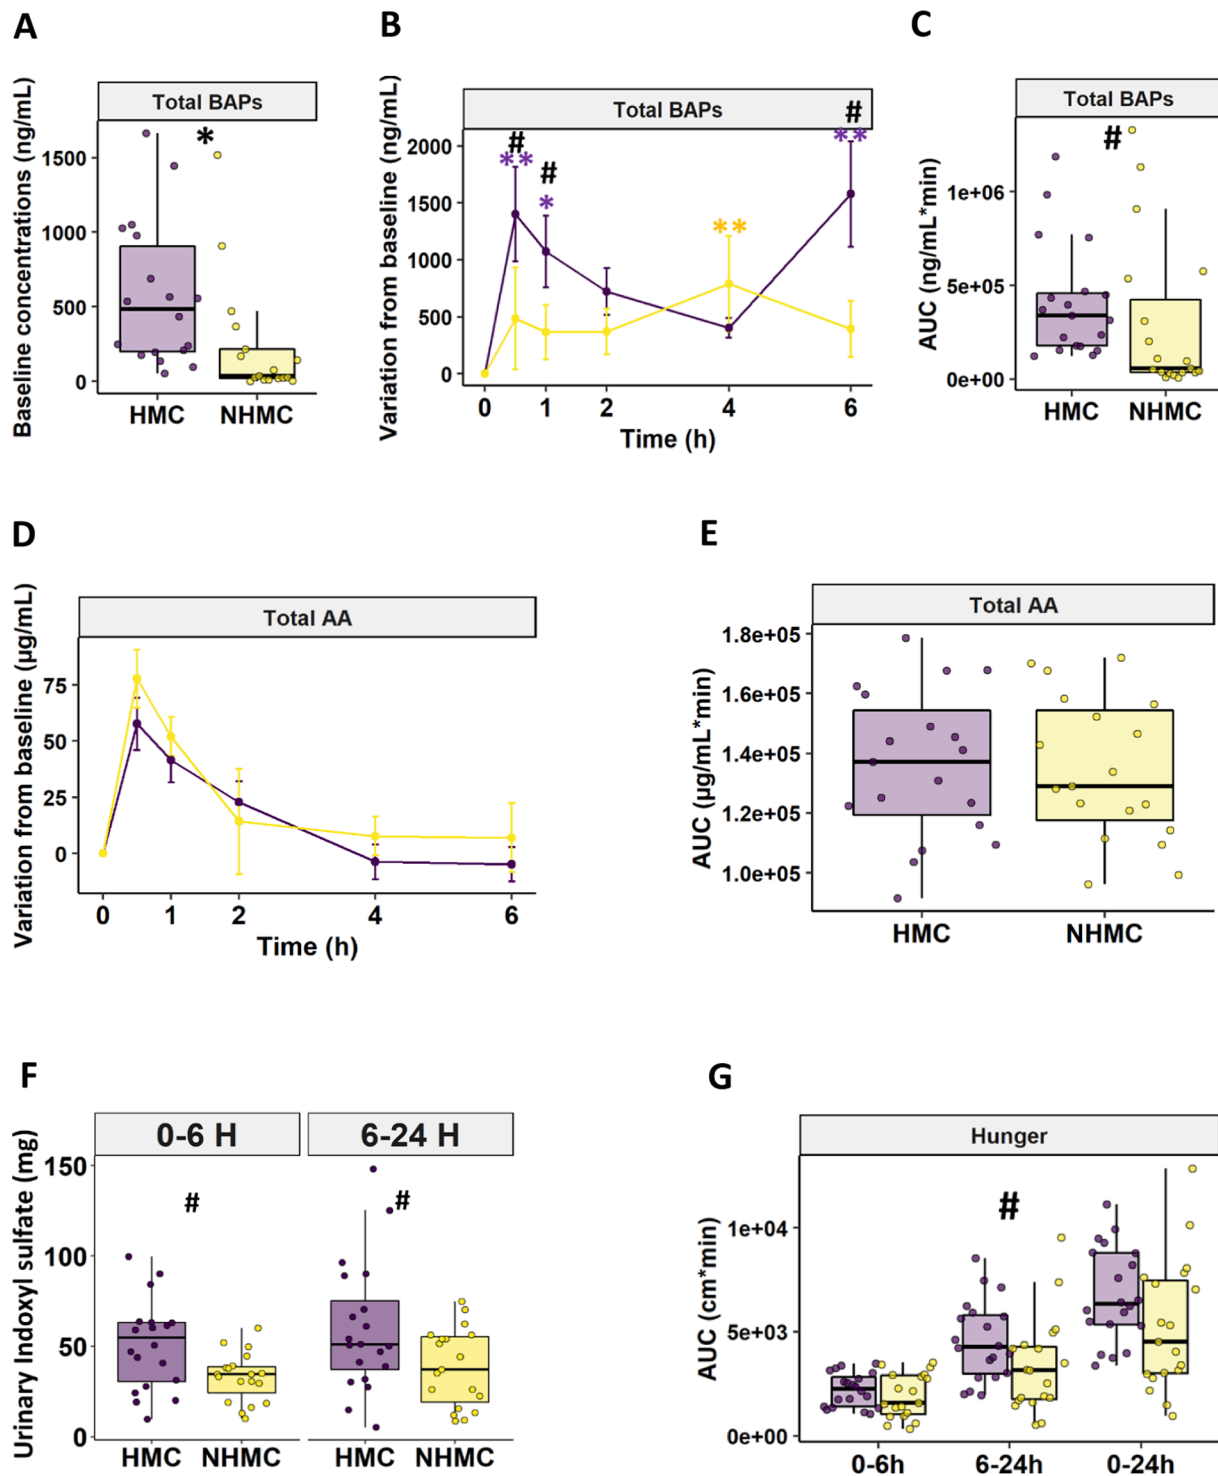 A
Total BAPs
*
Baseline concentrations (ng/mL)
1500
1000
500
0
HMC NHMC
B
Total BAPs
Variation from baseline (ng/mL)
2000
1500
1000
500
0
#
**
#
*
**
#
**
0 1 2 4 6
Time (h)
C
Total BAPs
#
AUC (ng/mL*min)
1e+06
5e+05
0e+00
HMC NHMC
D
Total AA
Variation from baseline (µg/mL)
75
50
25
0
0 1 2 4 6
Time (h)
E
Total AA
AUC (µg/mL*min)
1.8e+05
1.6e+05
1.4e+05
1.2e+05
1.0e+05
HMC NHMC
F
0-6 H 6-24 H
Urinary Indoxyl sulfate (mg)
150
100
50
0
# #
HMC NHMC HMC NHMC
G
Hunger
#
AUC (cm*min)
1e+04
5e+03
0e+00
0-6h 6-24h 0-24h